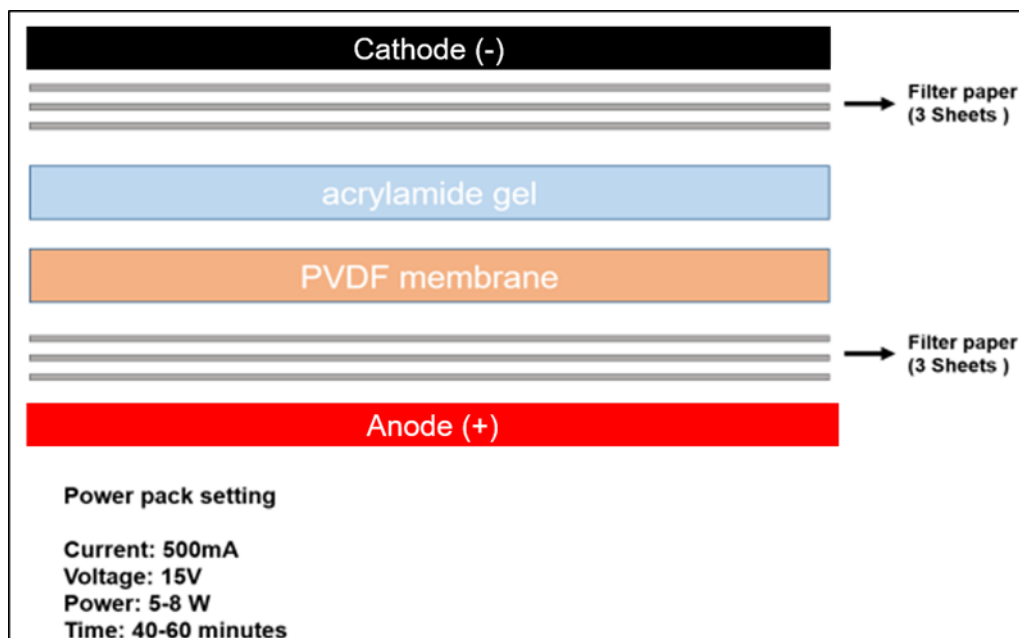 Cathode (-)
Filter paper
(3 Sheets )
acrylamide gel
PVDF membrane
Filter paper
(3 Sheets )
Anode (+)
Power pack setting
Current: 500mA
Voltage: 15V
Power: 5-8 W
Time: 40-60 minutes